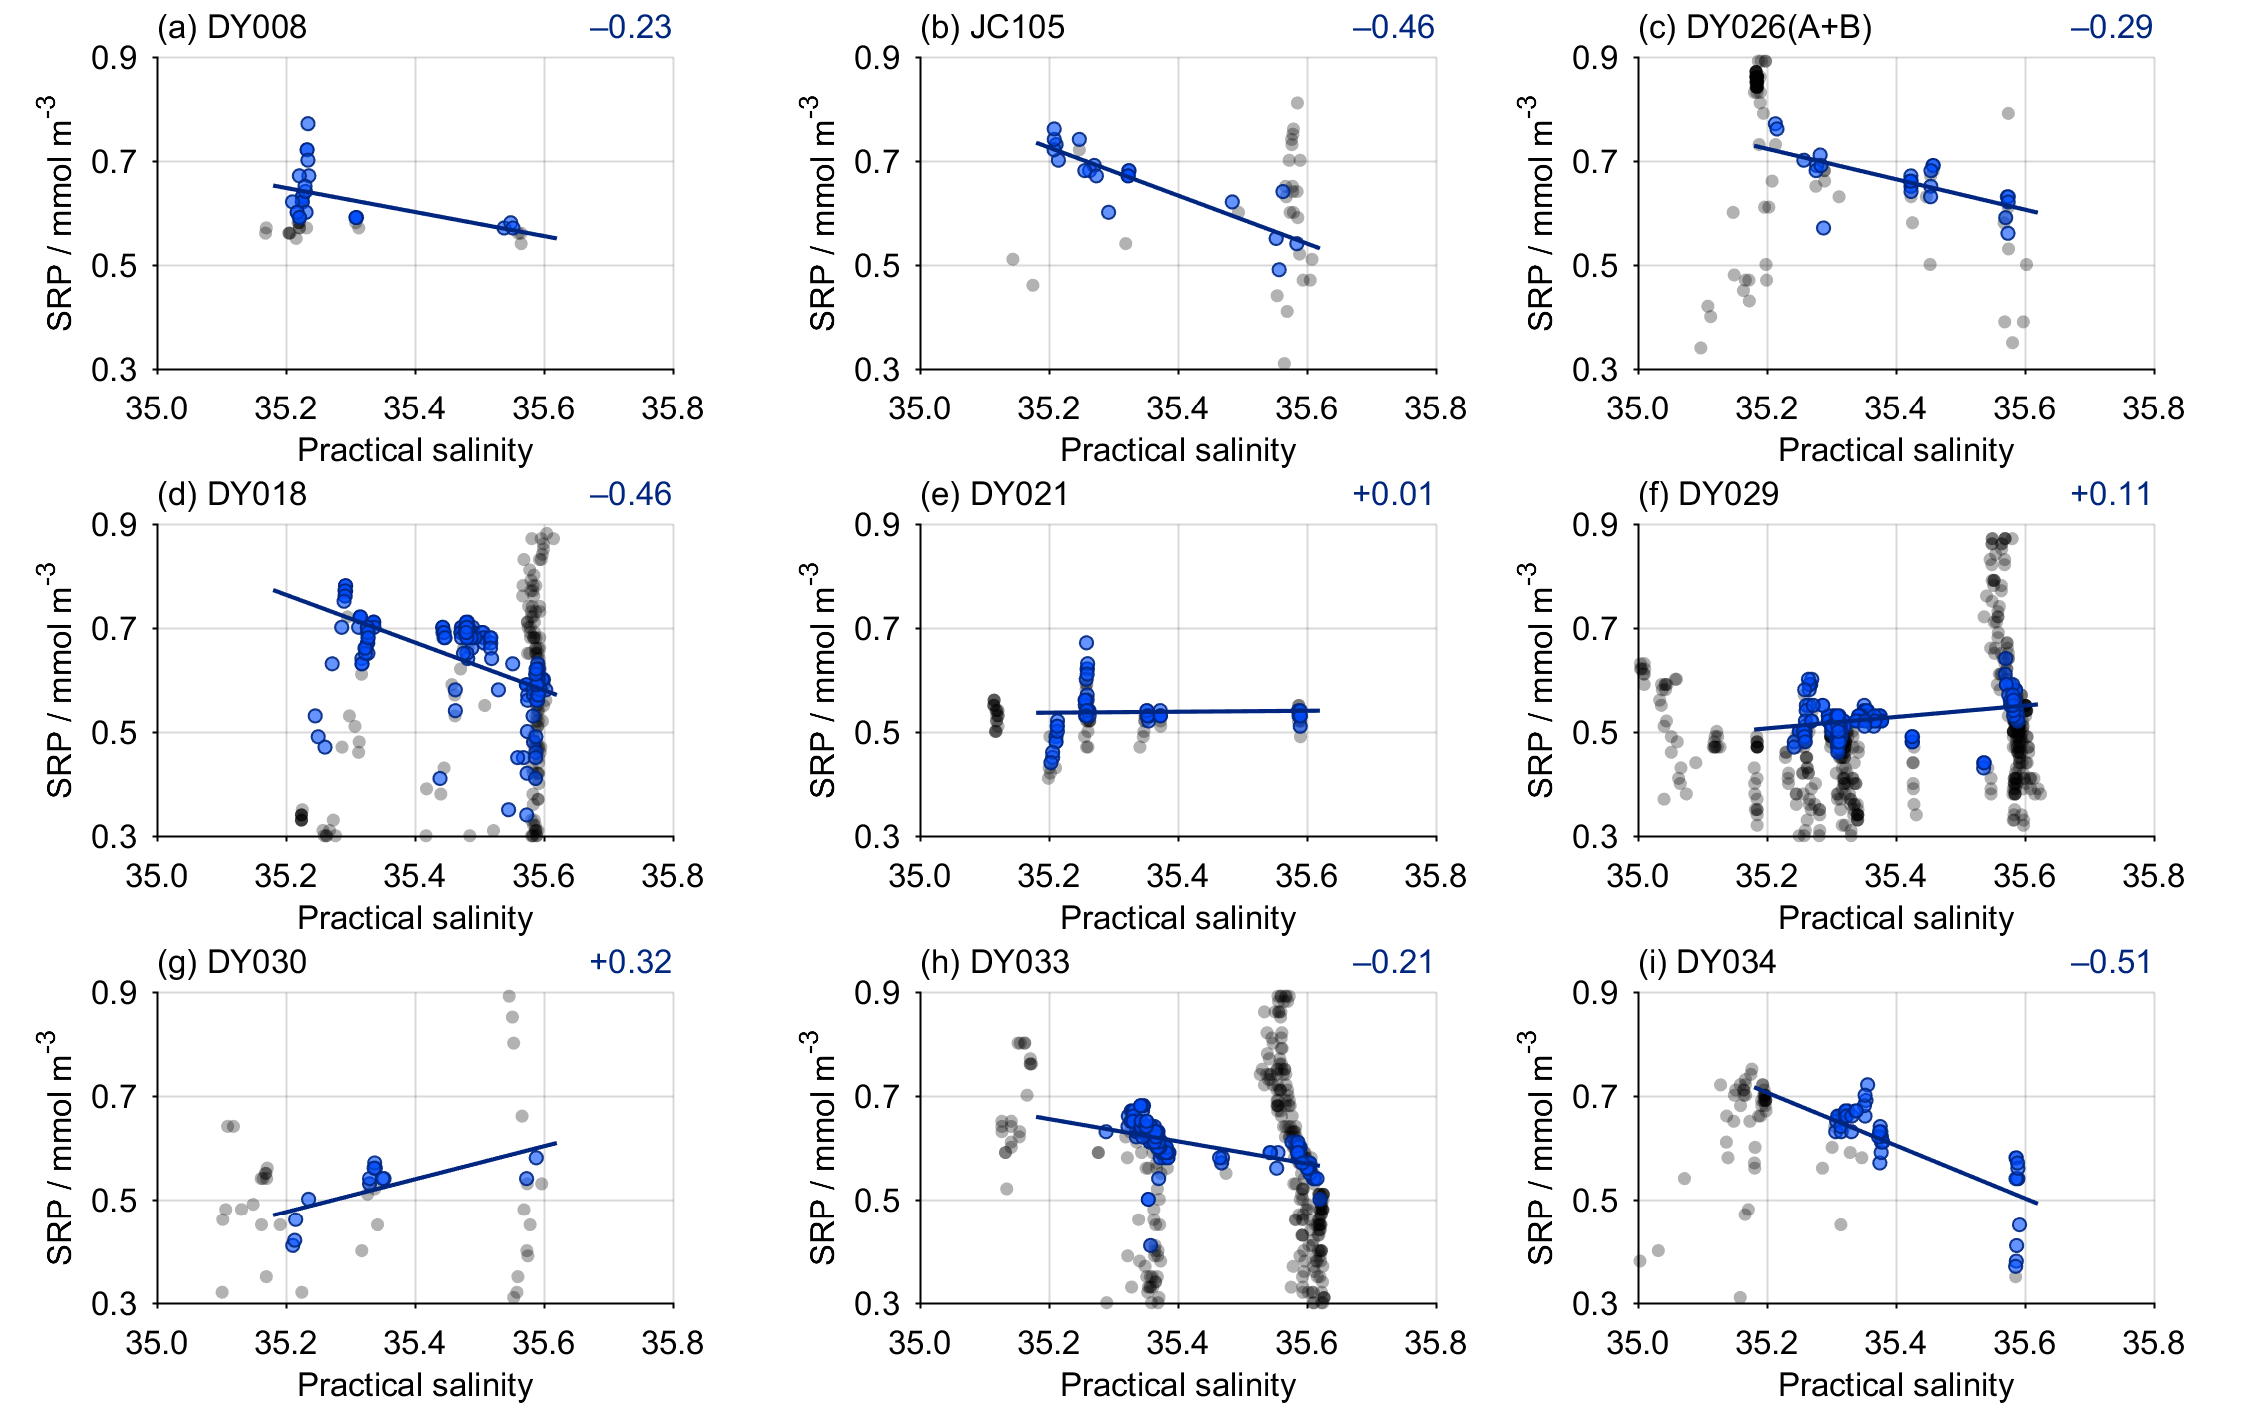 (a) DY008 –0.23
(b) JC105 –0.46
(c) DY026(A+B) –0.29
0.9 0.7 0.5 0.3
SRP / mmol m-3
35.0 35.2 35.4 35.6 35.8
Practical salinity
0.9 0.7 0.5 0.3
SRP / mmol m-3
35.0 35.2 35.4 35.6 35.8
Practical salinity
0.9 0.7 0.5 0.3
SRP / mmol m-3
35.0 35.2 35.4 35.6 35.8
Practical salinity
(d) DY018 –0.46
(e) DY021 +0.01
(f) DY029 +0.11
0.9 0.7 0.5 0.3
SRP / mmol m-3
35.0 35.2 35.4 35.6 35.8
Practical salinity
0.9 0.7 0.5 0.3
SRP / mmol m-3
35.0 35.2 35.4 35.6 35.8
Practical salinity
0.9 0.7 0.5 0.3
SRP / mmol m-3
35.0 35.2 35.4 35.6 35.8
Practical salinity
(g) DY030 +0.32
(h) DY033 –0.21
(i) DY034 –0.51
0.9 0.7 0.5 0.3
SRP / mmol m-3
35.0 35.2 35.4 35.6 35.8
Practical salinity
0.9 0.7 0.5 0.3
SRP / mmol m-3
35.0 35.2 35.4 35.6 35.8
Practical salinity
0.9 0.7 0.5 0.3
SRP / mmol m-3
35.0 35.2 35.4 35.6 35.8
Practical salinity